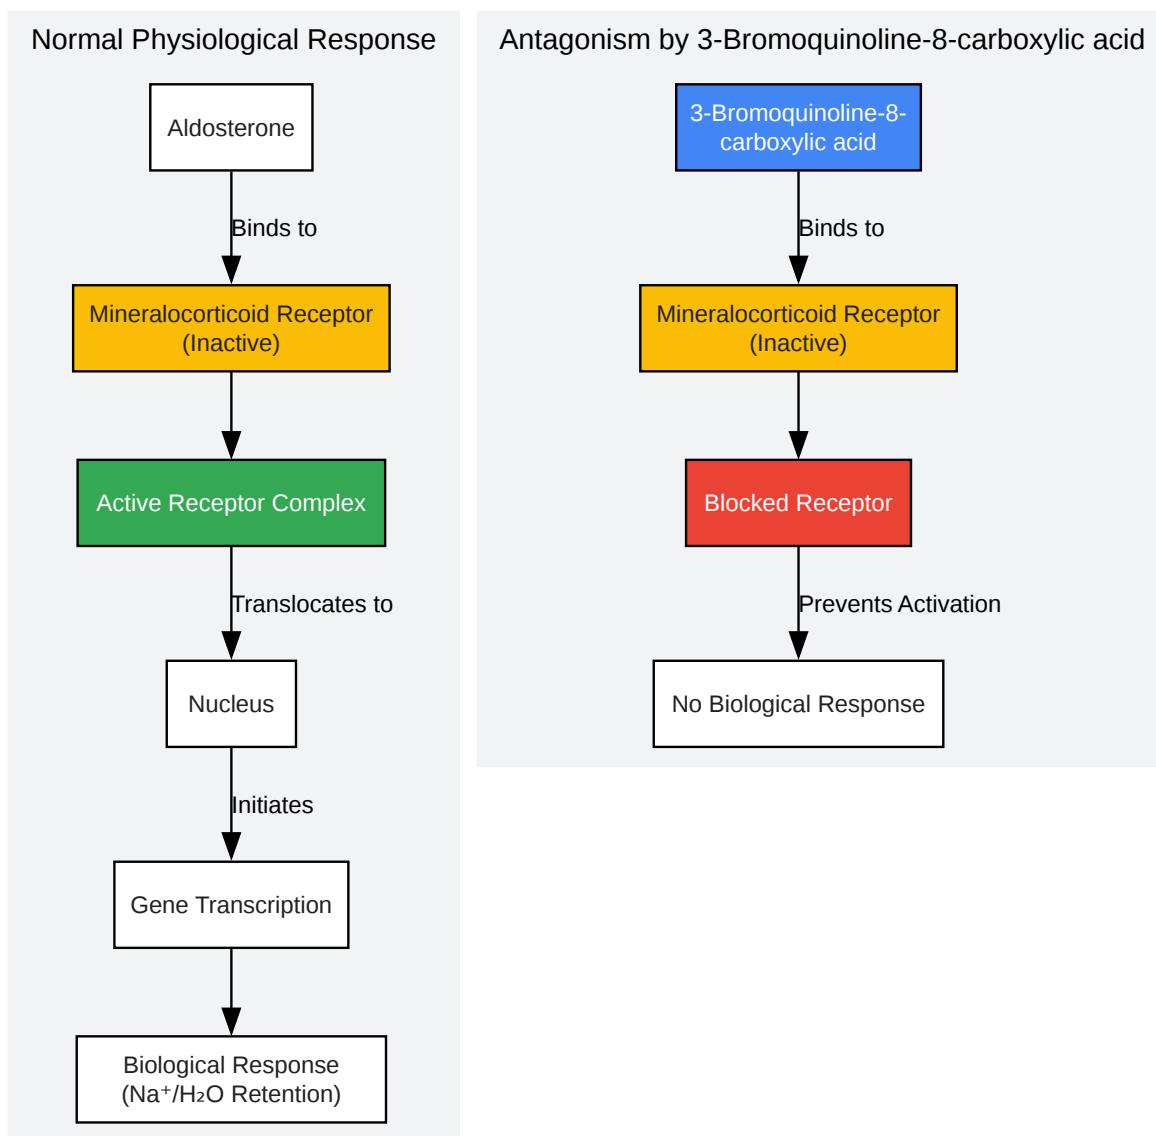 Normal Physiological Response
Aldosterone
Binds to
Mineralocorticoid Receptor
(Inactive)
Active Receptor Complex
Translocates to
Nucleus
Initiates
Gene Transcription
Biological Response
(Na⁺/H₂O Retention)
Antagonism by 3-Bromoquinoline-8-carboxylic acid
3-Bromoquinoline-8-
carboxylic acid
Binds to
Mineralocorticoid Receptor
(Inactive)
Blocked Receptor
Prevents Activation
No Biological Response